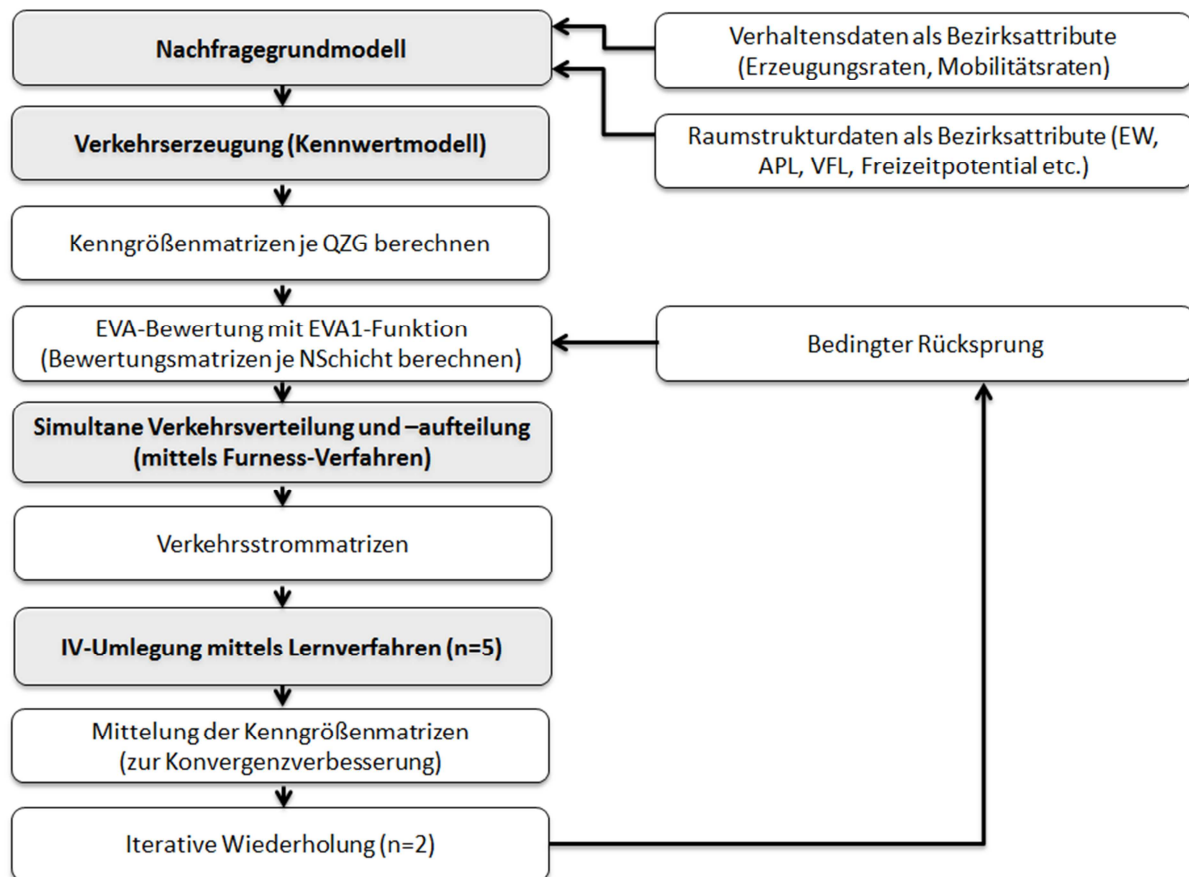 Nachfragegrundmodell
Verhaltensdaten als Bezirksattribute
(Erzeugungsraten, Mobilitätsraten)
Verkehrserzeugung (Kennwertmodell)
Raumstrukturdaten als Bezirksattribute (EW,
APL, VFL, Freizeitpotential etc.)
Kenngrößenmatrizen je QZG berechnen
EVA-Bewertung mit EVA1-Funktion
(Bewertungsmatrizen je NSchicht berechnen)
Bedingter Rücksprung
Simultane Verkehrsverteilung und –aufteilung
(mittels Furness-Verfahren)
Verkehrsstrommatrizen
IV-Umlegung mittels Lernverfahren (n=5)
Mittelung der Kenngrößenmatrizen
(zur Konvergenzverbesserung)
Iterative Wiederholung (n=2)